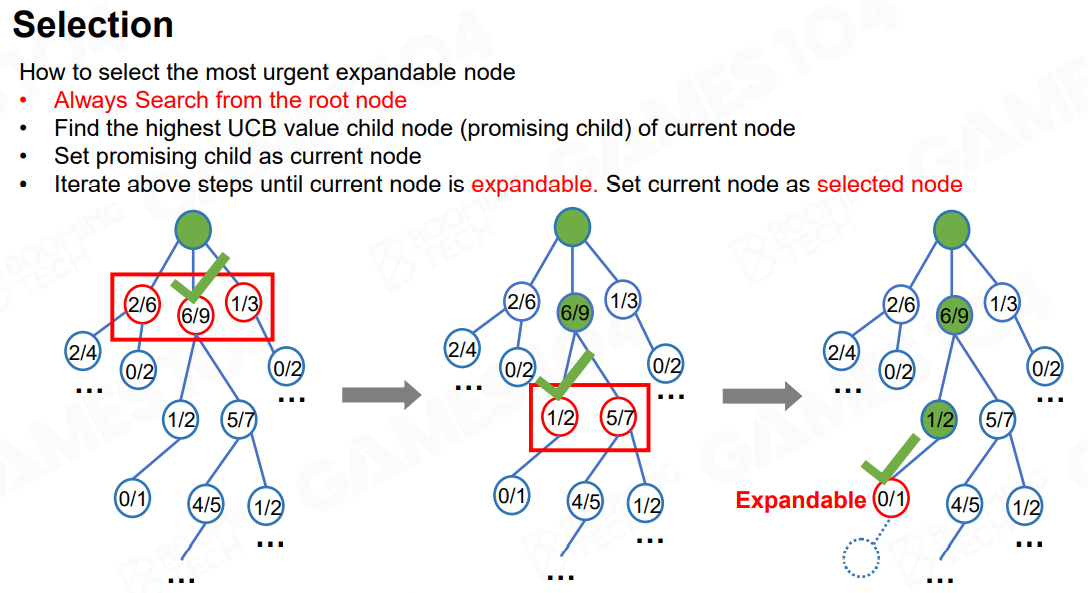 Selection
How to select the most urgent expandable node
• Always Search from the root node
• Find the highest UCB value child node (promising child) of current node
• Set promising child as current node
• Iterate above steps until current node is expandable. Set current node as selected node
2/6 6/9 1/3
2/4 0/2 0/2
... ...
1/2 5/7
0/1 4/5 1/2
...
...
2/6 6/9 1/3
2/4 0/2 0/2
... ...
1/2 5/7
0/1 4/5 1/2
...
...
2/6 6/9 1/3
2/4 0/2 0/2
... ...
1/2 5/7
Expandable 0/1 4/5 1/2
...
...
GAMES104
BOOMING TECH